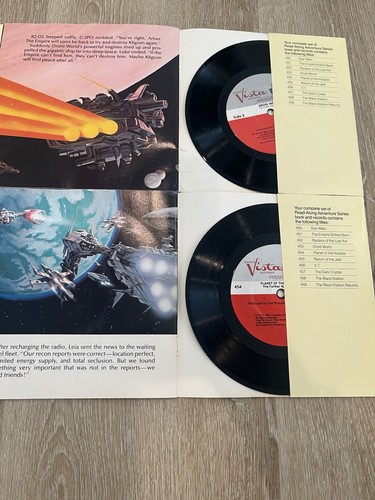 R2-D2 beeped softly. C-3PO nodded. "You're right, Artoo.
The Empire will soon be back to try and destroy Kligson again."
Suddenly Droid World's powerful engines fired up and pro-
pelled the gigantic ship far into deep space. Luke smiled. "If the
Empire can't find him, they can't destroy him. Maybe Kligson
will find peace after all."
Vista
Side 2
Your complete set of
Read-Along Adventure Series
book and records contains
the following titles:
450 Star Wars
451 The Empire Strikes Back
452 Raiders of the Lost Ark
453 Droid World
454 Planet of the Hoojibs
455 Return of the Jedi
456 E.T.
457 The Dark Crystal
458 The Black Stallion
459 The Black Stallion Returns
Vista
454
PLANET OF THE
The Further
Your complete set of
Read-Along Adventure Series
book and records contains
the following titles:
450 Star Wars
451 The Empire Strikes Back
452 Raiders of the Lost Ark
453 Droid World
454 Planet of the Hoojibs
455 Return of the Jedi
456 E.T.
457 The Dark Crystal
458 The Black Stallion
459 The Black Stallion Returns
fter recharging the radio, Leia sent the news to the waiting
el fleet. "Our recon reports were correct—location perfect,
mited energy supply, and total seclusion. But we found
ething very important that was not in the reports—we
d friends!"